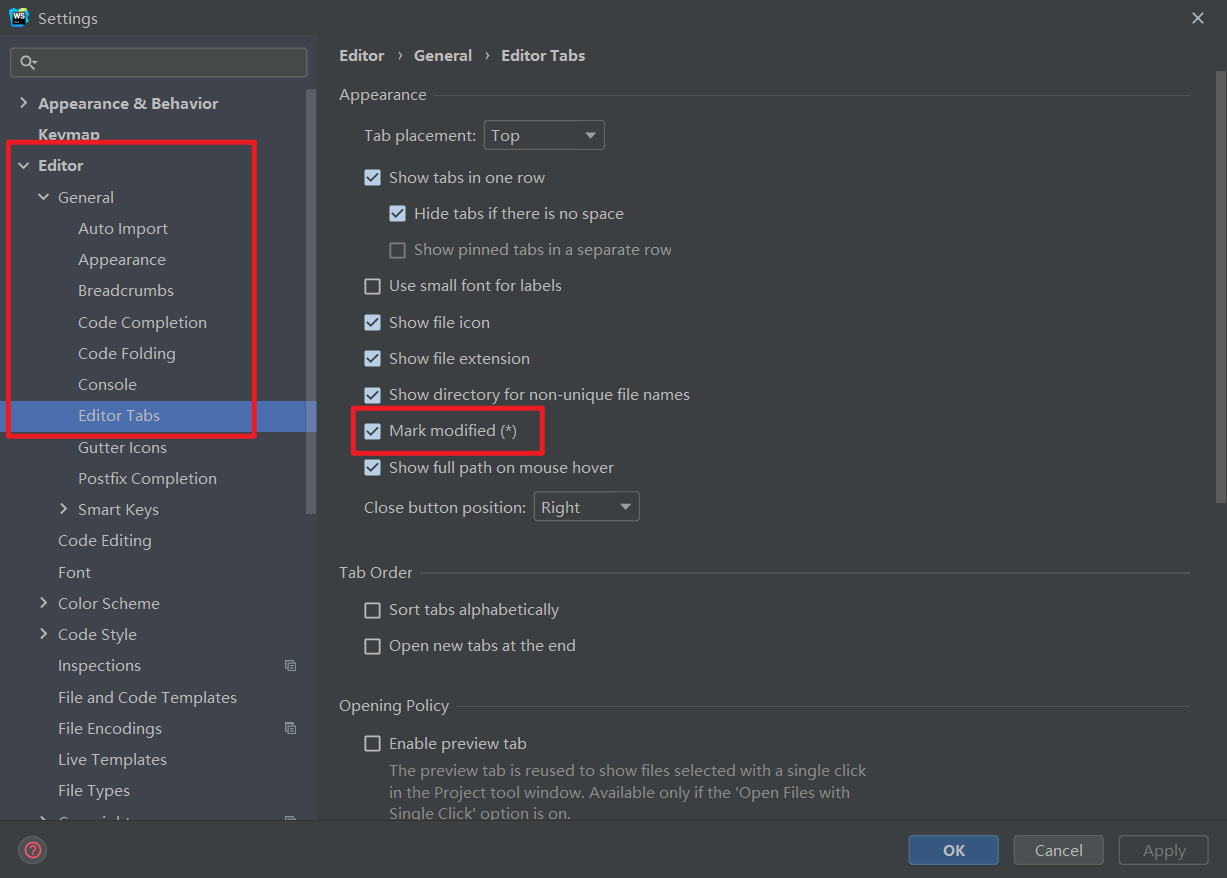 WS
Settings
Appearance & Behavior
Keymap
Editor
General
Auto Import
Appearance
Breadcrumbs
Code Completion
Code Folding
Console
Editor Tabs
Gutter Icons
Postfix Completion
Smart Keys
Code Editing
Font
Color Scheme
Code Style
Inspections
File and Code Templates
File Encodings
Live Templates
File Types
Editor › General › Editor Tabs
Appearance
Tab placement: Top
Show tabs in one row
Hide tabs if there is no space
Show pinned tabs in a separate row
Use small font for labels
Show file icon
Show file extension
Show directory for non-unique file names
Mark modified (*)
Show full path on mouse hover
Close button position: Right
Tab Order
Sort tabs alphabetically
Open new tabs at the end
Opening Policy
Enable preview tab
The preview tab is reused to show files selected with a single click
in the Project tool window. Available only if the 'Open Files with
Single Click' option is on.
?
OK
Cancel
Apply